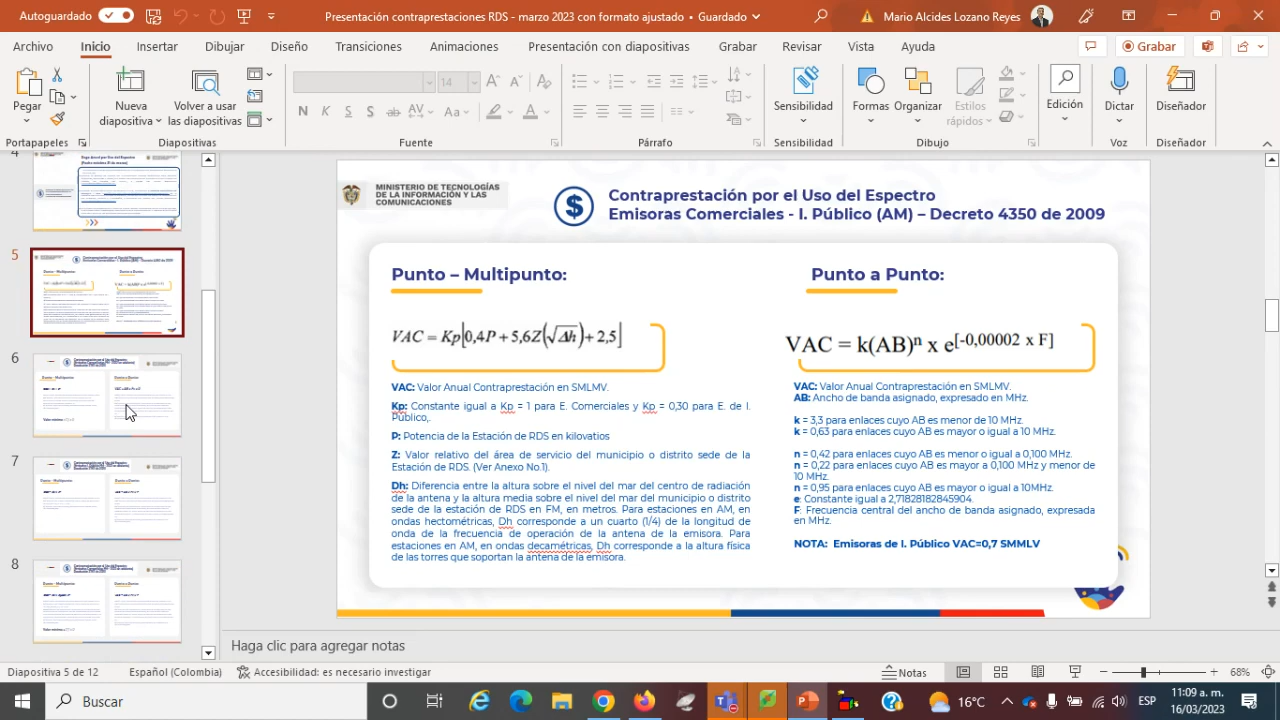 Autoguardado
Presentación contraprestaciones RDS - marzo 2023 con formato ajustado • Guardado
Mario Alcides Lozano Reyes
Archivo Inicio Insertar Dibujar Diseño Transiciones Animaciones Presentación con diapositivas Grabar Revisar Vista Ayuda
Grabar
Pegar
Nueva diapositiva
Volver a usar las diapositivas
14
N K S S ab AV Aa A
Sensibilidad
Formas
Organizar
Estilos rápidos
Edición
Dictar
Diseñador
Portapapeles
Diapositivas
Fuente
Párrafo
Sensibilidad
Dibujo
Voz
Diseñador
4
5
6
7
8
MINISTERIO DE TECNOLOGÍAS
DE LA INFORMACIÓN Y LAS
COMUNICACIONES
Contraprestación por el Uso del Espectro
Emisoras Comerciales - I. Público (AM) – Decreto 4350 de 2009
Punto – Multipunto:
VAC = Kp[0,4P + 5,6Z(√Δh) + 2,5]
VAC: Valor Anual Contraprestación en SMLMV.
Kp: Constante igual a Kp = 1 para E. Comerciales y Kp = 0,30 para E. de I
Público,.
P: Potencia de la Estación de RDS en kilovatios
Z: Valor relativo del área de servicio del municipio o distrito sede de la
Estación de RDS. (Ver Anexo No.1).
Dh: Diferencia entre la altura sobre el nivel del mar del centro de radiación
de la antena y la altura media sobre el nivel del mar del municipio o distrito
sede de la estación de RDS en FM, en metros. Para estaciones en AM, en
ondas hectométricas, Dh corresponde a un cuarto (1/4) de la longitud de
onda de la frecuencia de operación de la antena de la emisora. Para
estaciones en AM, en ondas decamétricas, Dh corresponde a la altura física
de las torres que soportan la antena de la emisora.
Punto a Punto:
VAC = k(AB)ⁿ x e[-0,00002 x F]
VAC: Valor Anual Contraprestación en SMLMV.
AB: Ancho de banda asignado, expresado en MHz.
k = 3,3 para enlaces cuyo AB es menor de 10 MHz.
k = 0,63 para enlaces cuyo AB es mayor o igual a 10 MHz.
n = 0,42 para enlaces cuyo AB es menor o igual a 0,100 MHz.
n = 0,22 para enlaces cuyo AB es mayor a 0,100 MHz y menor de
10 MHz.
n = 0,95 para enlaces cuyo AB es mayor o igual a 10MHz.
e: Constante igual a 2,71828182845904.
F: Frecuencia central del ancho de banda asignado, expresada
en MHz.
NOTA: Emisoras de I. Público VAC=0,7 SMMLV
Haga clic para agregar notas
Diapositiva 5 de 12
Español (Colombia)
Accesibilidad: es necesario investigar
Notas
68%
Buscar
16°C
ESP
11:09 a. m.
16/03/2023